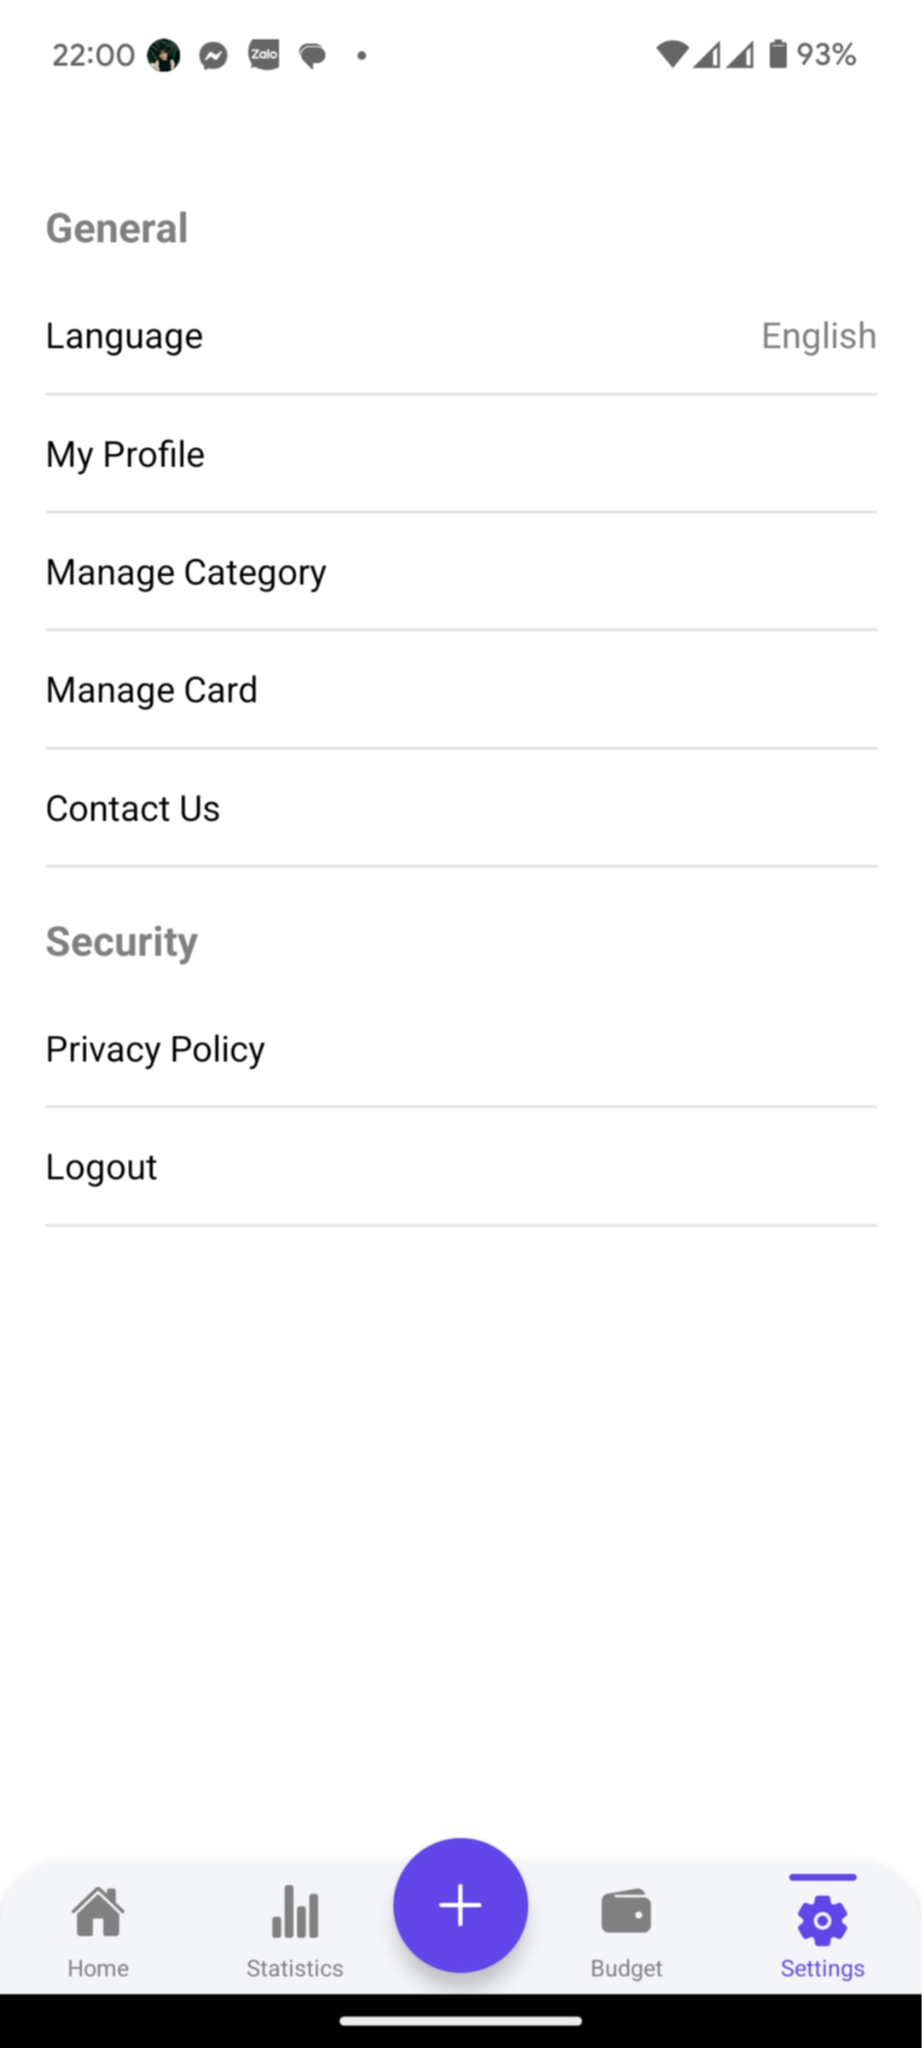 22:00 Zalo 93%
General
Language English
My Profile
Manage Category
Manage Card
Contact Us
Security
Privacy Policy
Logout
Home Statistics Budget Settings